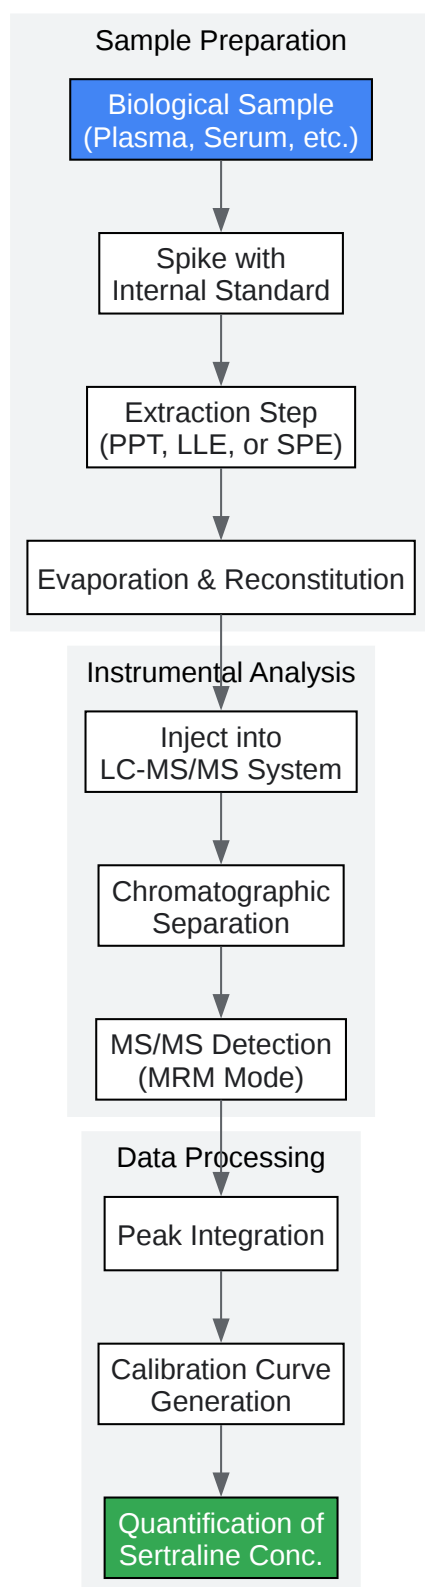 Sample Preparation
Biological Sample
(Plasma, Serum, etc.)
Spike with
Internal Standard
Extraction Step
(PPT, LLE, or SPE)
Evaporation & Reconstitution
Instrumental Analysis
Inject into
LC-MS/MS System
Chromatographic
Separation
MS/MS Detection
(MRM Mode)
Data Processing
Peak Integration
Calibration Curve
Generation
Quantification of
Sertraline Conc.